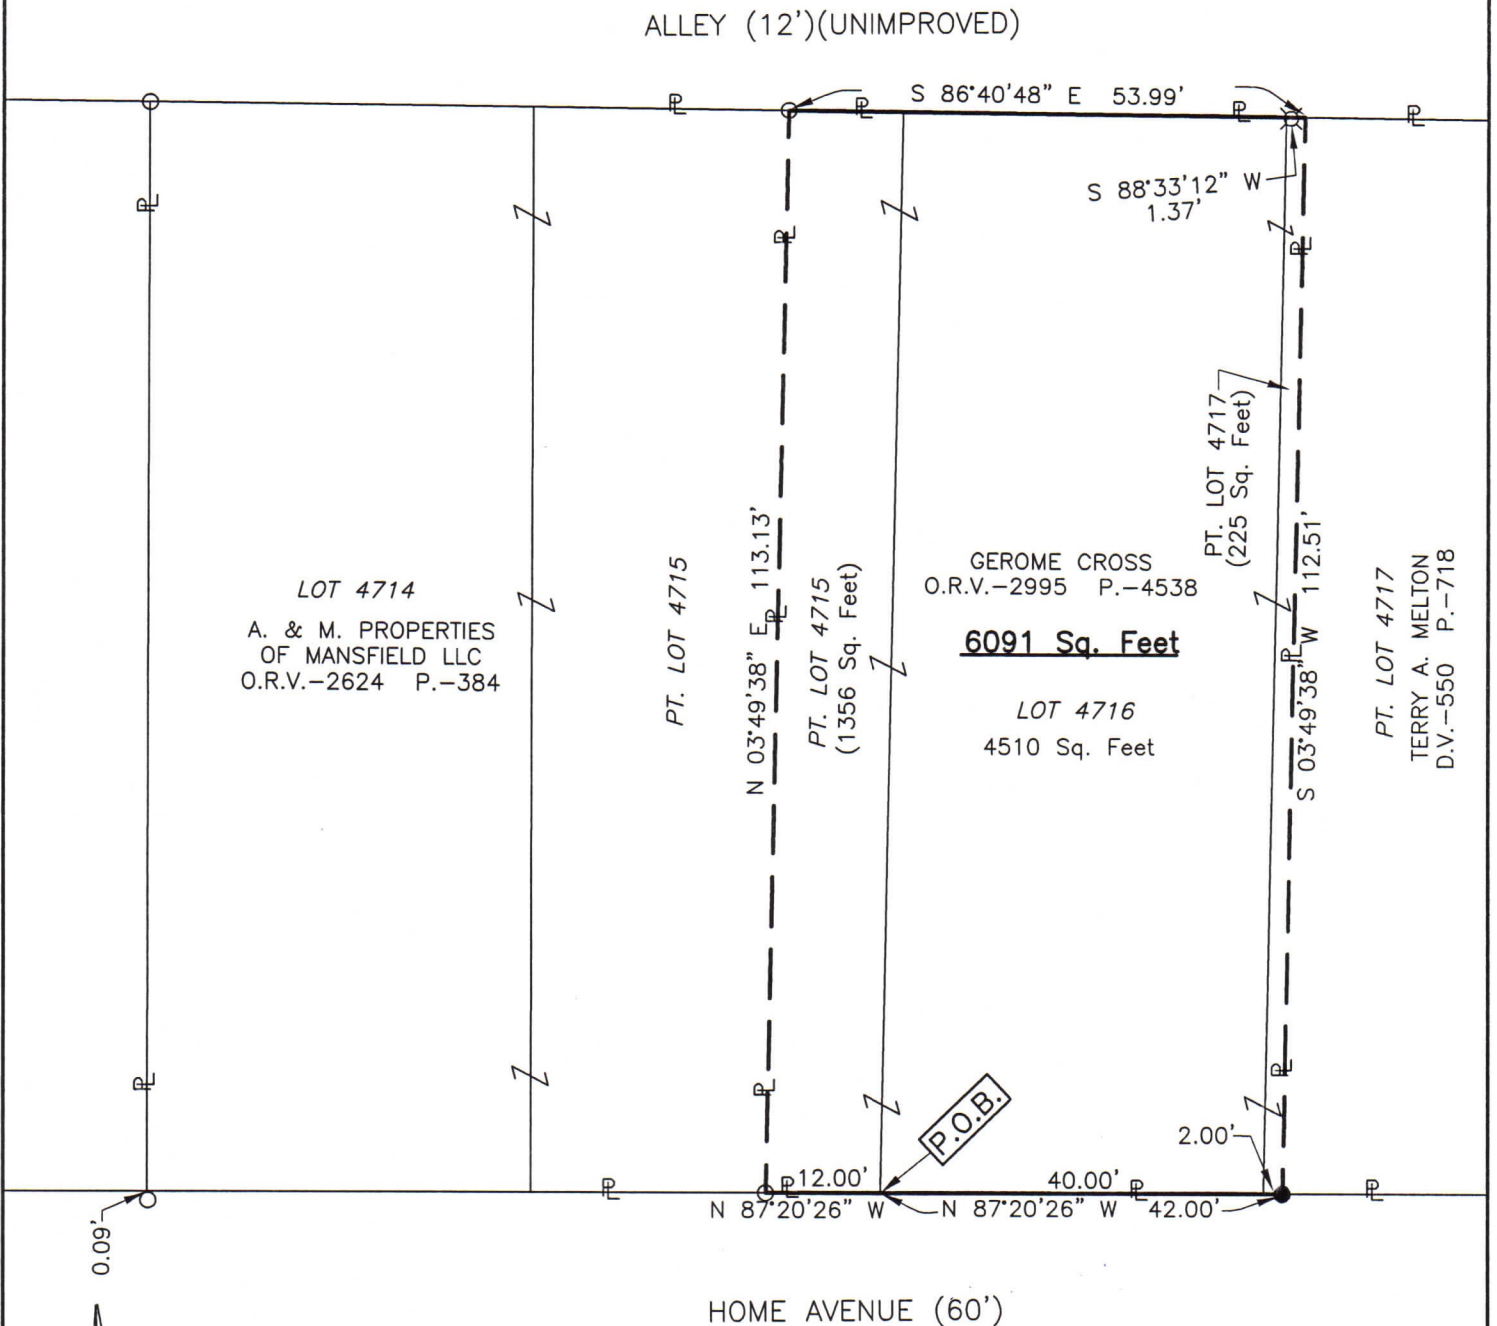 ALLEY (12')(UNIMPROVED)
S 86°40'48" E 53.99'
S 88°33'12" W
1.37'
PT. LOT 4717
(225 Sq. Feet)
N 03°49'38" E 113.13'
S 03°49'38" W 112.51'
LOT 4714
A. & M. PROPERTIES
OF MANSFIELD LLC
O.R.V.-2624 P.-384
PT. LOT 4715
PT. LOT 4715
(1356 Sq. Feet)
GEROME CROSS
O.R.V.-2995 P.-4538
6091 Sq. Feet
LOT 4716
4510 Sq. Feet
PT. LOT 4717
TERRY A. MELTON
D.V.-550 P.-718
P.O.B.
2.00'
12.00'
40.00'
N 87°20'26" W
N 87°20'26" W 42.00'
0.09'
HOME AVENUE (60')